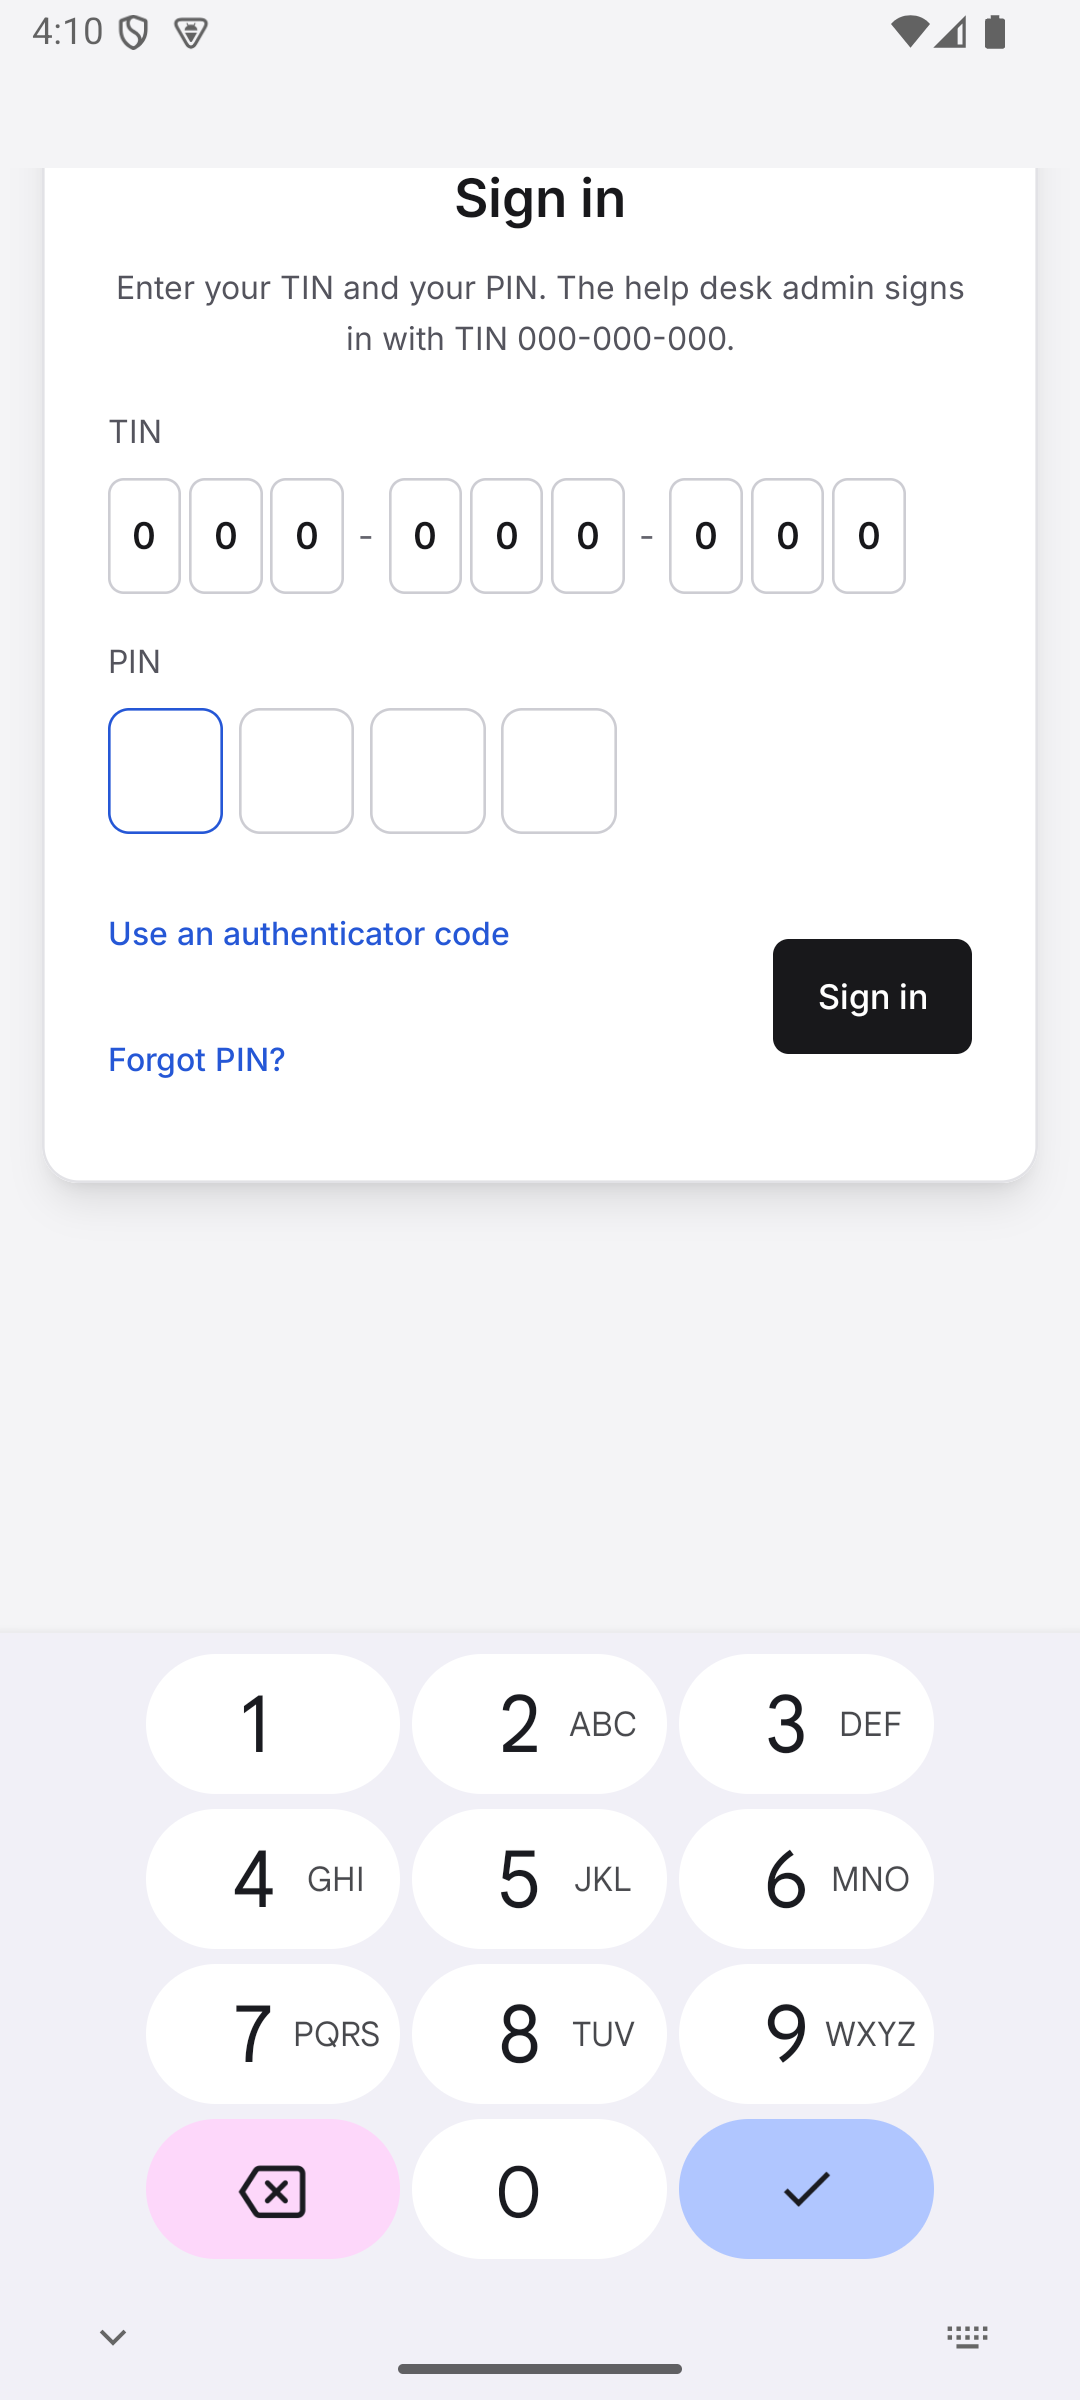 4:10
Sign in
Enter your TIN and your PIN. The help desk admin signs
in with TIN 000-000-000.
TIN
0 0 0 - 0 0 0 - 0 0 0
PIN
Use an authenticator code
Sign in
Forgot PIN?
1
2 ABC
3 DEF
4 GHI
5 JKL
6 MNO
7 PQRS
8 TUV
9 WXYZ
0